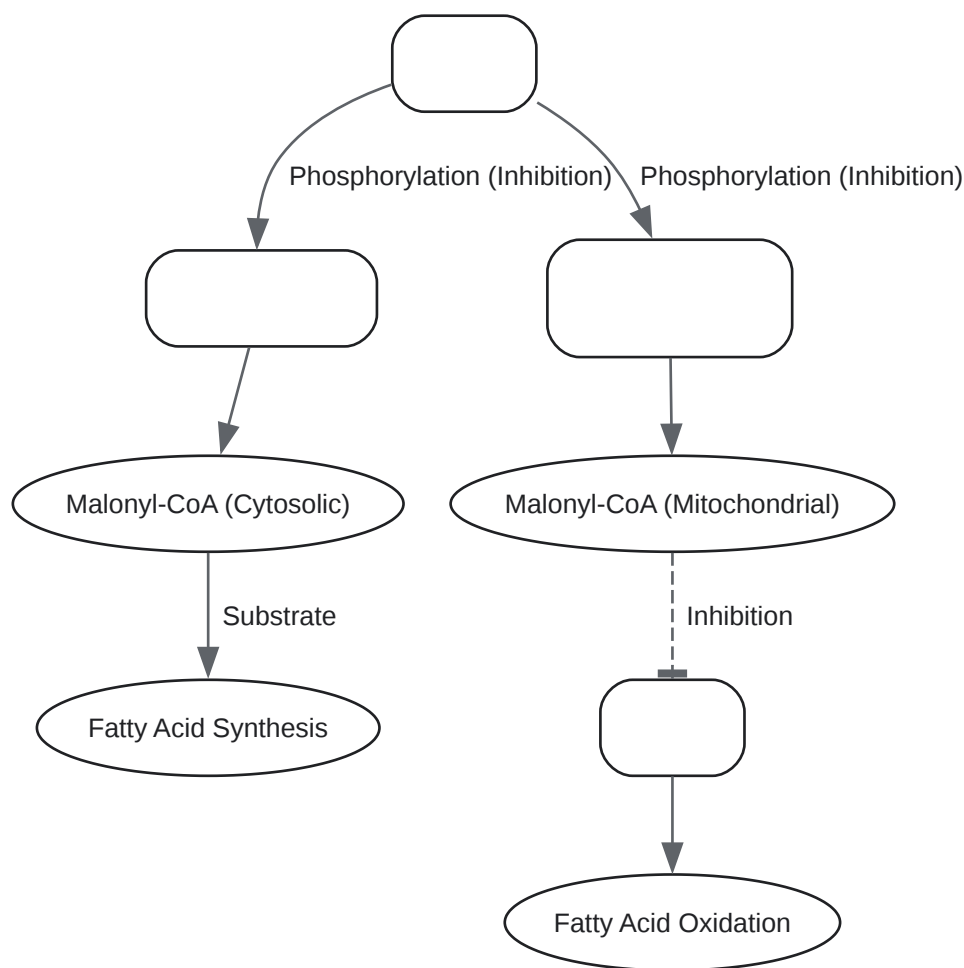 Phosphorylation (Inhibition)
Phosphorylation (Inhibition)
Malonyl-CoA (Cytosolic)
Malonyl-CoA (Mitochondrial)
Substrate
Inhibition
Fatty Acid Synthesis
Fatty Acid Oxidation